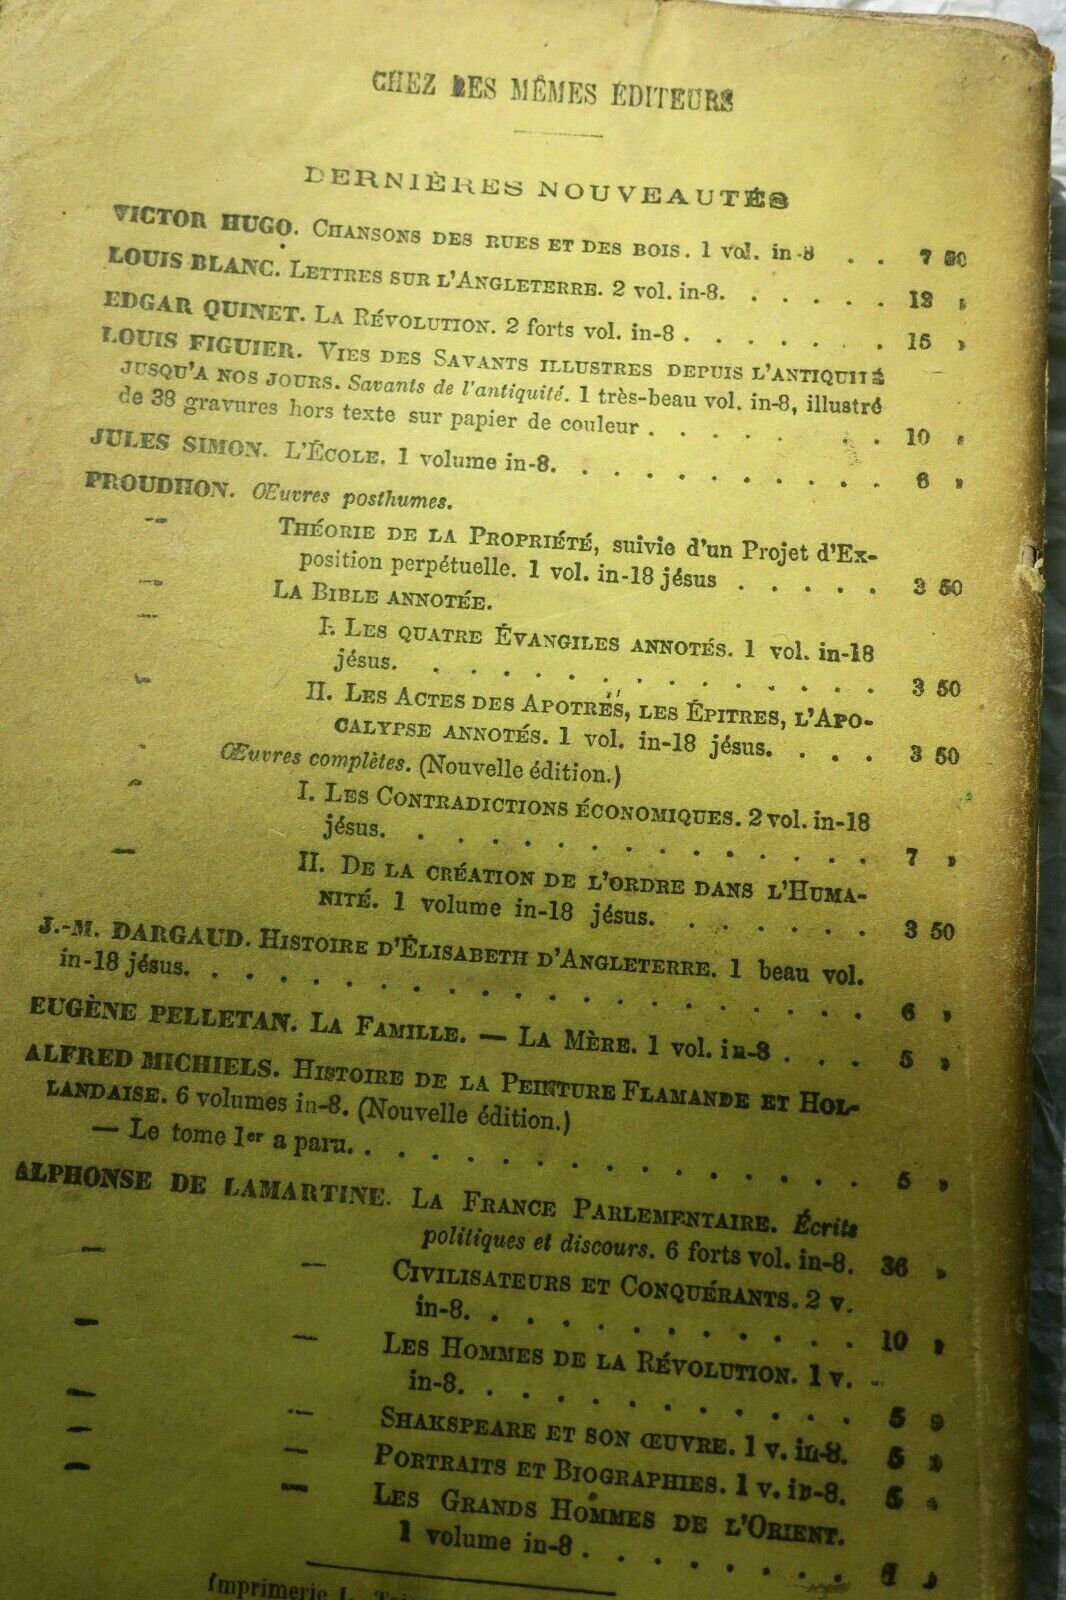 CHEZ LES MÊMES ÉDITEURS
DERNIÈRES NOUVEAUTÉS
VICTOR HUGO. CHANSONS DES RUES ET DES BOIS. 1 vol. in-8 . . 7 50
LOUIS BLANC. LETTRES SUR L'ANGLETERRE. 2 vol. in-8. . . . . . 12 »
EDGAR QUINET. LA RÉVOLUTION. 2 forts vol. in-8 . . . . . . . 15 »
LOUIS FIGUIER. VIES DES SAVANTS ILLUSTRES DEPUIS L'ANTIQUITÉ
JUSQU'A NOS JOURS. Savants de l'antiquité. 1 très-beau vol. in-8, illustré
de 38 gravures hors texte sur papier de couleur . . . . . . . . 10 »
JULES SIMON. L'ÉCOLE. 1 volume in-8. . . . . . . . . . . 6 »
PROUDHON. Œuvres posthumes.
— THÉORIE DE LA PROPRIÉTÉ, suivie d'un Projet d'Ex-
position perpétuelle. 1 vol. in-18 jésus . . . . . 3 50
— LA BIBLE ANNOTÉE.
— I. LES QUATRE ÉVANGILES ANNOTÉS. 1 vol. in-18
jésus. . . . . . . . . . . . . . 3 50
— II. LES ACTES DES APOTRES, LES ÉPITRES, L'APO-
CALYPSE ANNOTÉS. 1 vol. in-18 jésus. . . . . 3 50
— Œuvres complètes. (Nouvelle édition.)
I. LES CONTRADICTIONS ÉCONOMIQUES. 2 vol. in-18
jésus. . . . . . . . . . . . . . 7 »
— II. DE LA CRÉATION DE L'ORDRE DANS L'HUMA-
NITÉ. 1 volume in-18 jésus. . . . . . . . 3 50
J.-M. DARGAUD. HISTOIRE D'ÉLISABETH D'ANGLETERRE. 1 beau vol.
in-18 jésus. . . . . . . . . . . . . . . . . . 6 »
EUGÈNE PELLETAN. LA FAMILLE. — LA MÈRE. 1 vol. in-8 . . . 5 »
ALFRED MICHIELS. HISTOIRE DE LA PEINTURE FLAMANDE ET HOL-
LANDAISE. 6 volumes in-8. (Nouvelle édition.)
— Le tome 1er a paru. . . . . . . . . . . . . . . 5 »
ALPHONSE DE LAMARTINE. LA FRANCE PARLEMENTAIRE. Écrits
politiques et discours. 6 forts vol. in-8. 36 »
— — CIVILISATEURS ET CONQUÉRANTS. 2 v.
in-8. . . . . . . . . . . . . 10 »
— — LES HOMMES DE LA RÉVOLUTION. 1 v.
in-8. . . . . . . . . . . . . 5 »
— — SHAKSPEARE ET SON ŒUVRE. 1 v. in-8. 5 »
— — PORTRAITS ET BIOGRAPHIES. 1 v. in-8. 5 »
— — LES GRANDS HOMMES DE L'ORIENT.
1 volume in-8 . . . . . . . .
Imprimerie L.